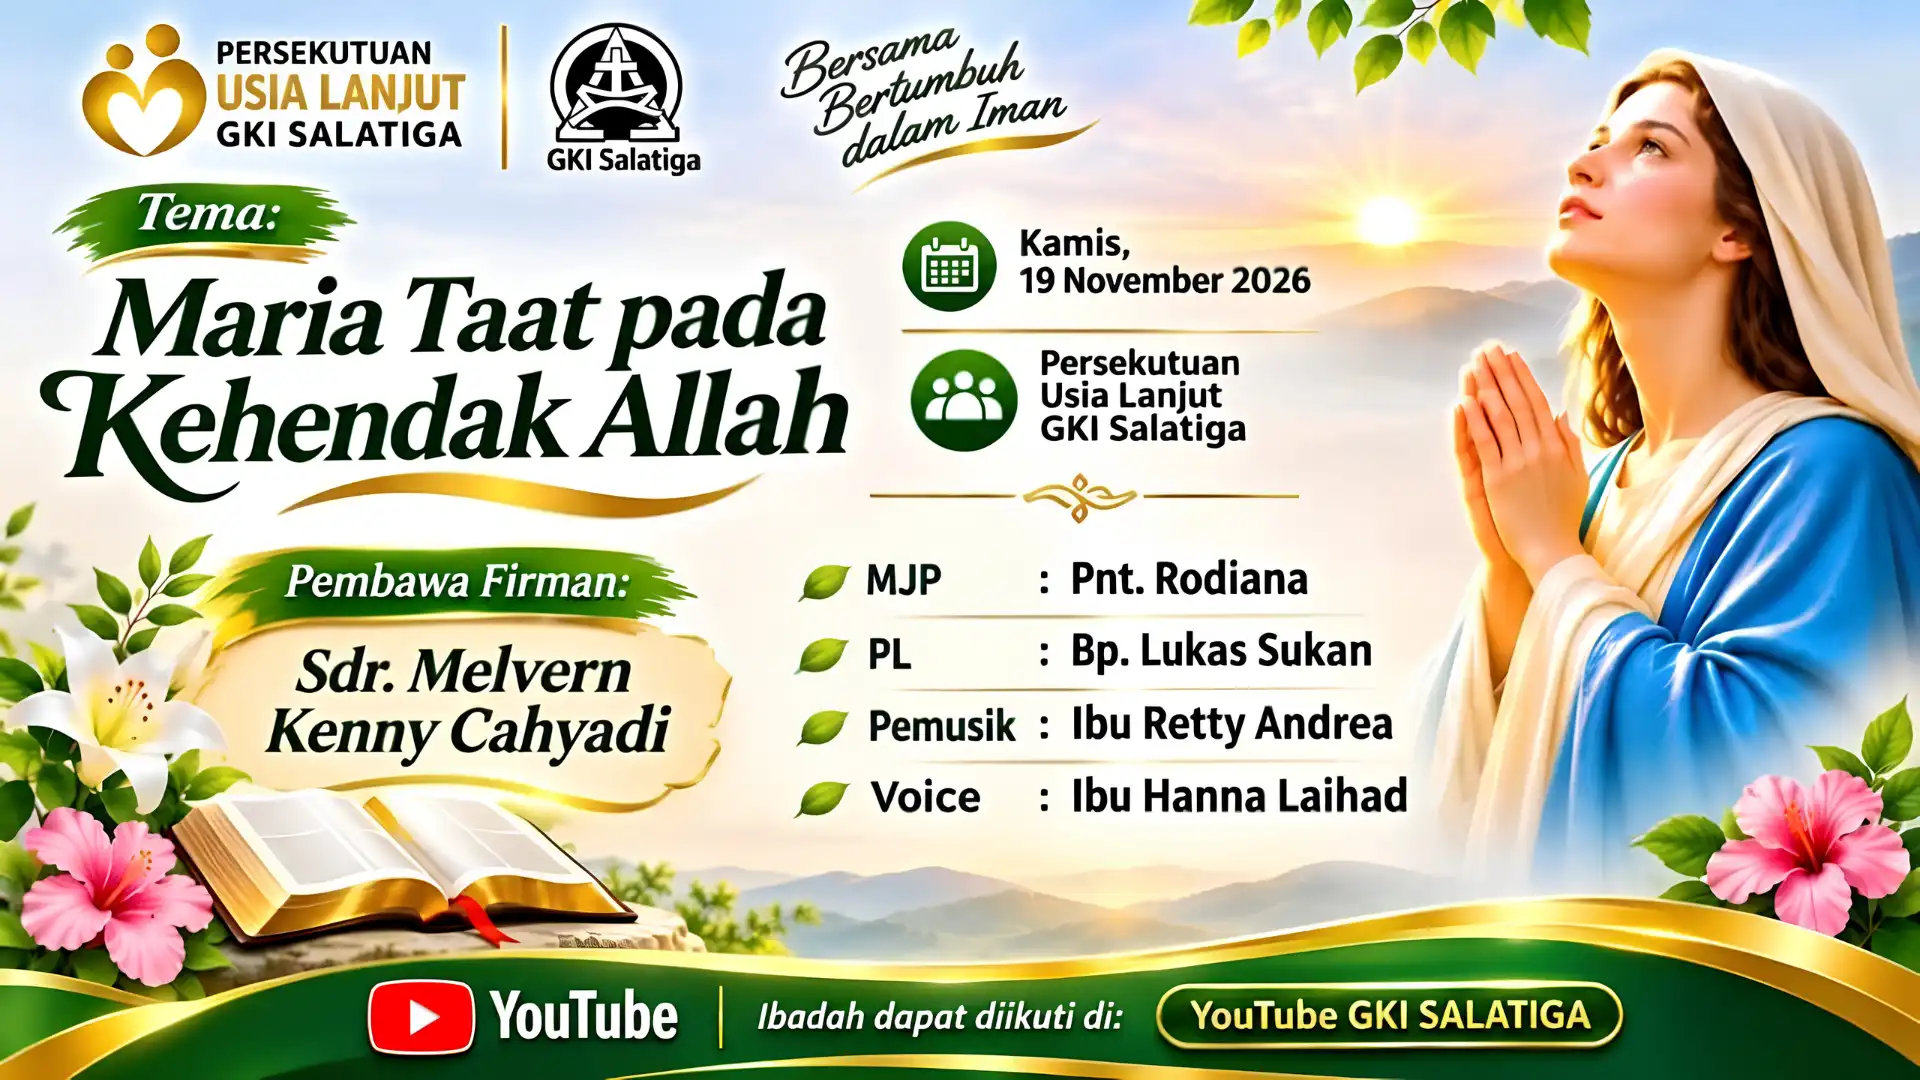 PERSEKUTUAN
USIA LANJUT
GKI SALATIGA
GKI Salatiga
Bersama
Bertumbuh
dalam Iman
Tema:
Maria Taat pada
Kehendak Allah
Kamis,
19 November 2026
Persekutuan
Usia Lanjut
GKI Salatiga
Pembawa Firman:
Sdr. Melvern
Kenny Cahyadi
MJP : Pnt. Rodiana
PL : Bp. Lukas Sukan
Pemusik : Ibu Retty Andrea
Voice : Ibu Hanna Laihad
YouTube
Ibadah dapat diikuti di:
YouTube GKI SALATIGA